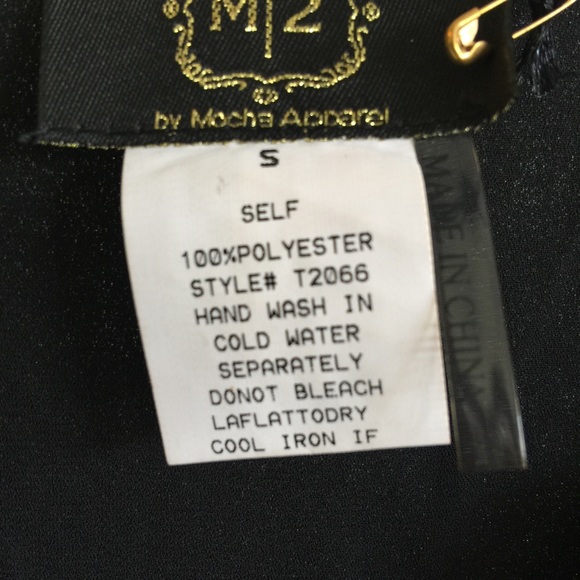 M|2
by Mocha Apparel
S
SELF
100%POLYESTER
STYLE# T2066
HAND WASH IN
COLD WATER
SEPARATELY
DONOT BLEACH
LAFLATTODRY
COOL IRON IF
MADE IN CHINA